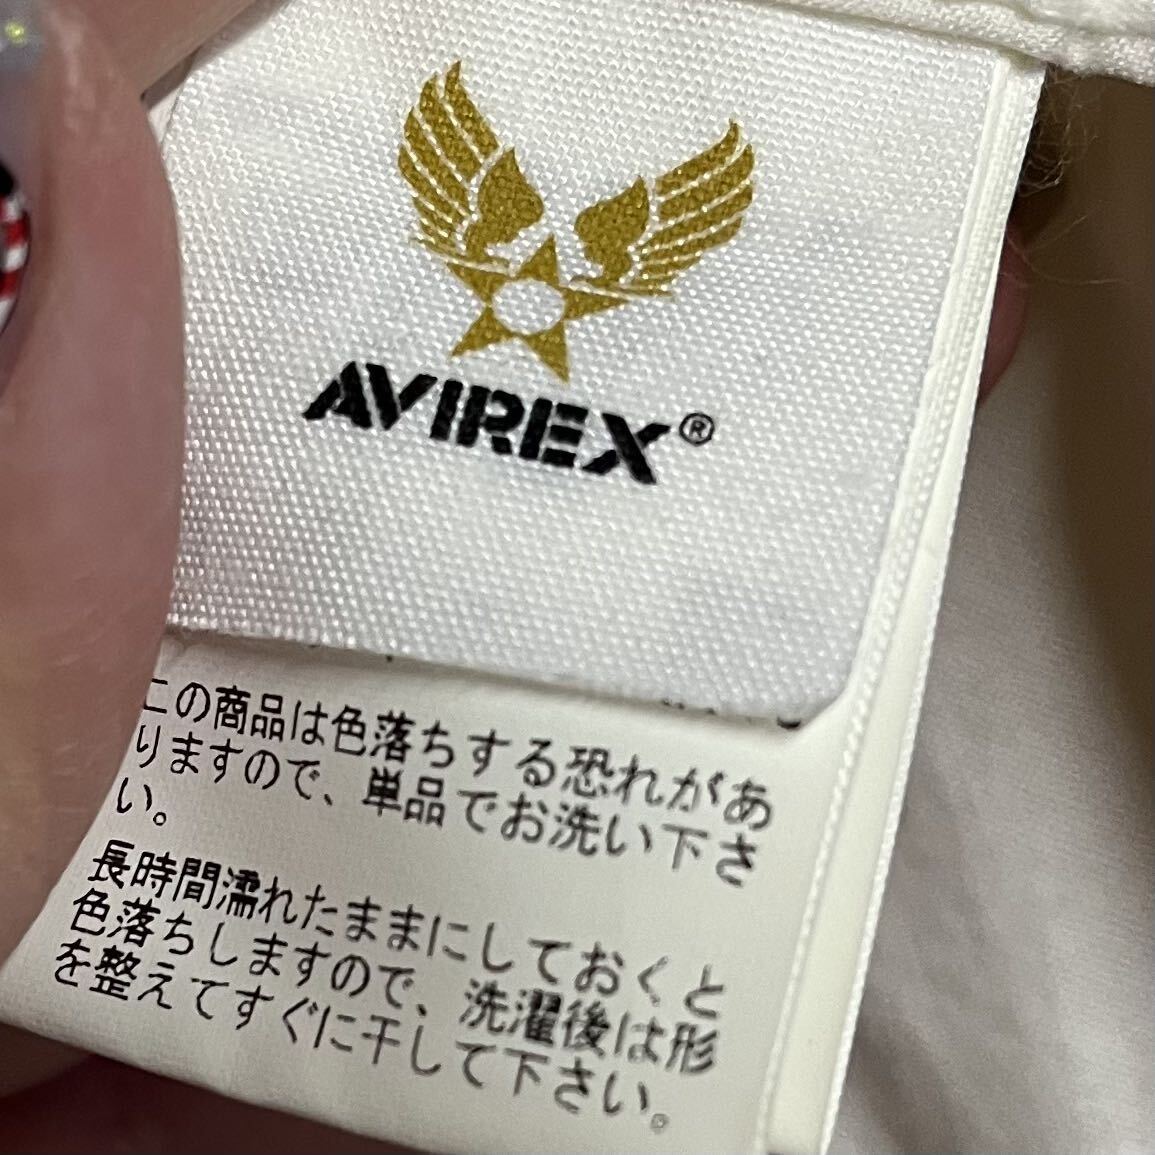 AVIREX®
この商品は色落ちする恐れがあ
りますので、単品でお洗い下さ
い。
長時間濡れたままにしておくと
色落ちしますので、洗濯後は形
を整えてすぐに干して下さい。